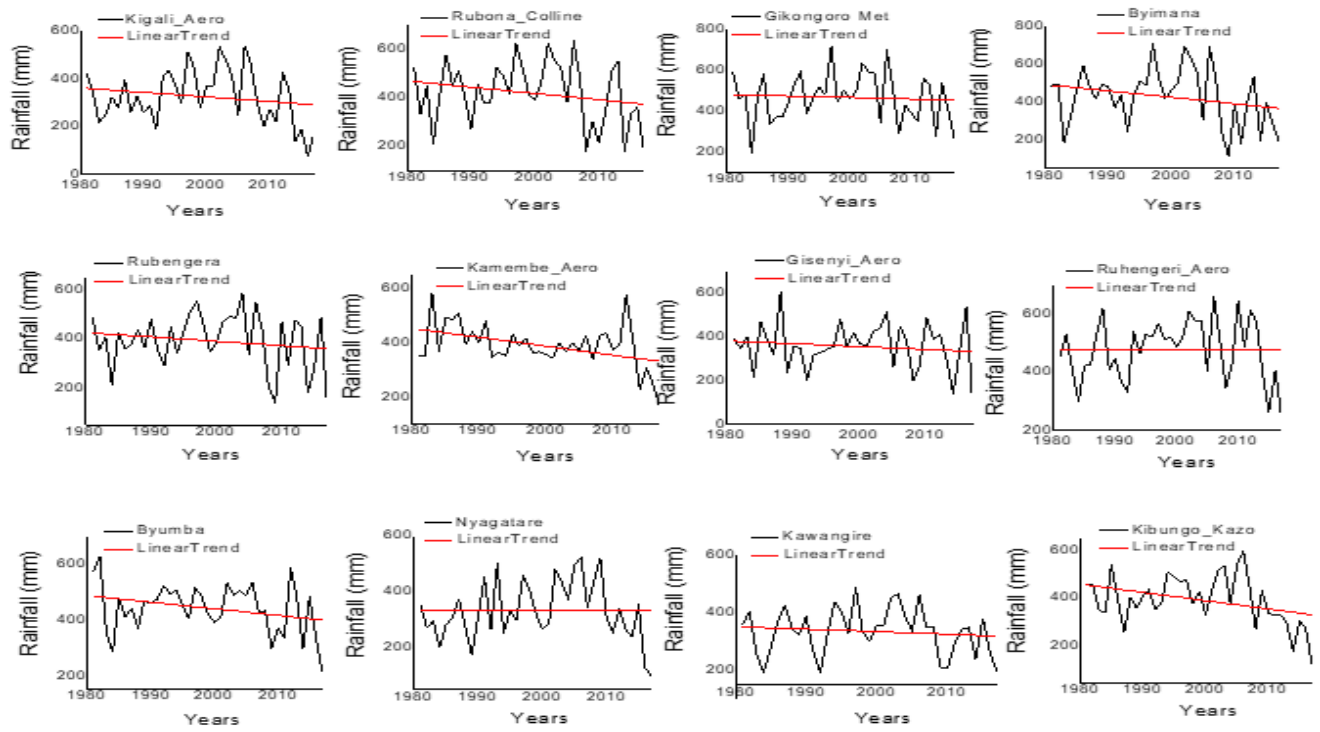 Kigali_Aero
LinearTrend
Rainfall (mm)
600
400
200
0
1980 1990 2000 2010
Years
Rubona_Colline
LinearTrend
Rainfall (mm)
600
400
200
1980 1990 2000 2010
Years
Gikongoro Met
LinearTrend
Rainfall (mm)
800
600
400
200
1980 1990 2000 2010
Years
Byimana
LinearTrend
Rainfall (mm)
800
600
400
200
1980 1990 2000 2010
Years
Rubengera
LinearTrend
Rainfall (mm)
600
400
200
1980 1990 2000 2010
Years
Kamembe_Aero
LinearTrend
Rainfall (mm)
600
400
200
1980 1990 2000 2010
Years
Gisenyi_Aero
LinearTrend
Rainfall (mm)
600
400
200
0
1980 1990 2000 2010
Years
Ruhengeri_Aero
LinearTrend
Rainfall (mm)
600
400
200
1980 1990 2000 2010
Years
Byumba
LinearTrend
Rainfall (mm)
600
400
200
1980 1990 2000 2010
Years
Nyagatare
LinearTrend
Rainfall (mm)
600
400
200
1980 1990 2000 2010
Years
Kawangire
LinearTrend
Rainfall (mm)
600
400
200
1980 1990 2000 2010
Years
Kibungo_Kazo
LinearTrend
Rainfall (mm)
600
400
200
1980 1990 2000 2010
Years